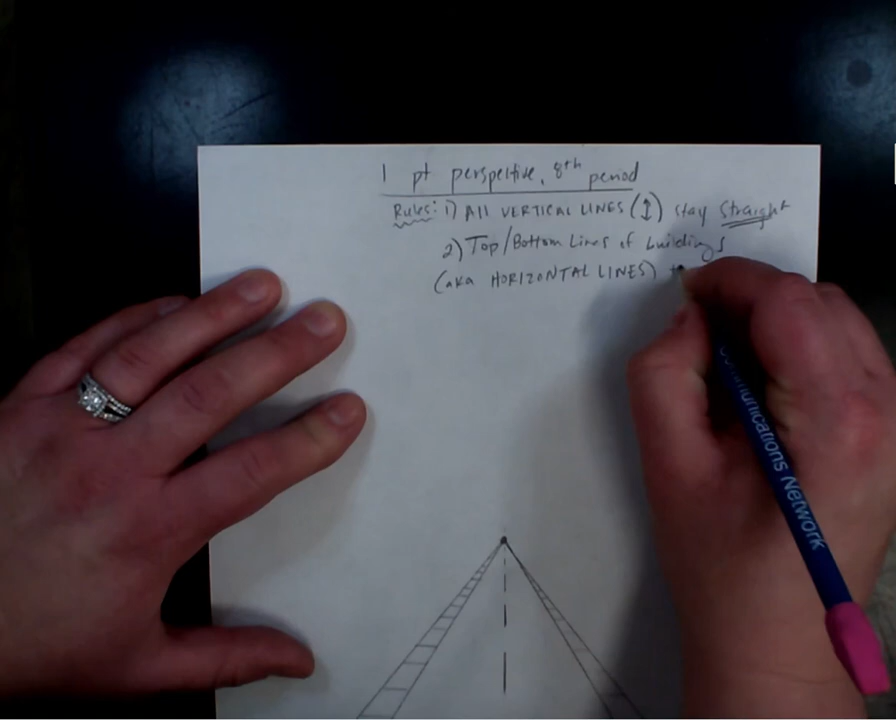 1 pt perspective, 8th period
Rules: 1) All VERTICAL LINES (↕) stay straight
2) Top/Bottom Lines of buildings
(aka HORIZONTAL LINES)
Communications Network